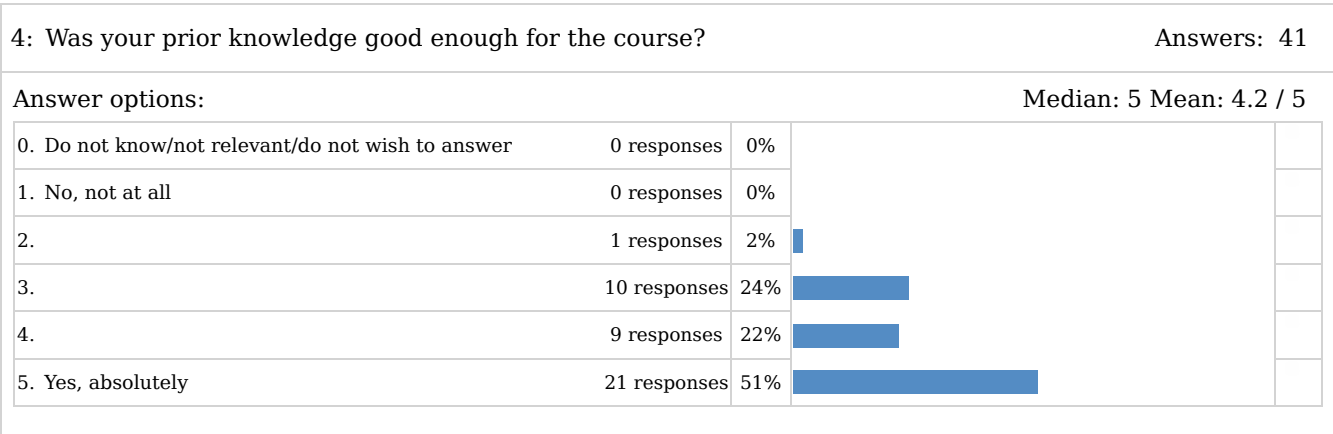 4: Was your prior knowledge good enough for the course? Answers: 41
Answer options: Median: 5 Mean: 4.2 / 5
0. Do not know/not relevant/do not wish to answer 0 responses 0%
1. No, not at all 0 responses 0%
2. 1 responses 2%
3. 10 responses 24%
4. 9 responses 22%
5. Yes, absolutely 21 responses 51%